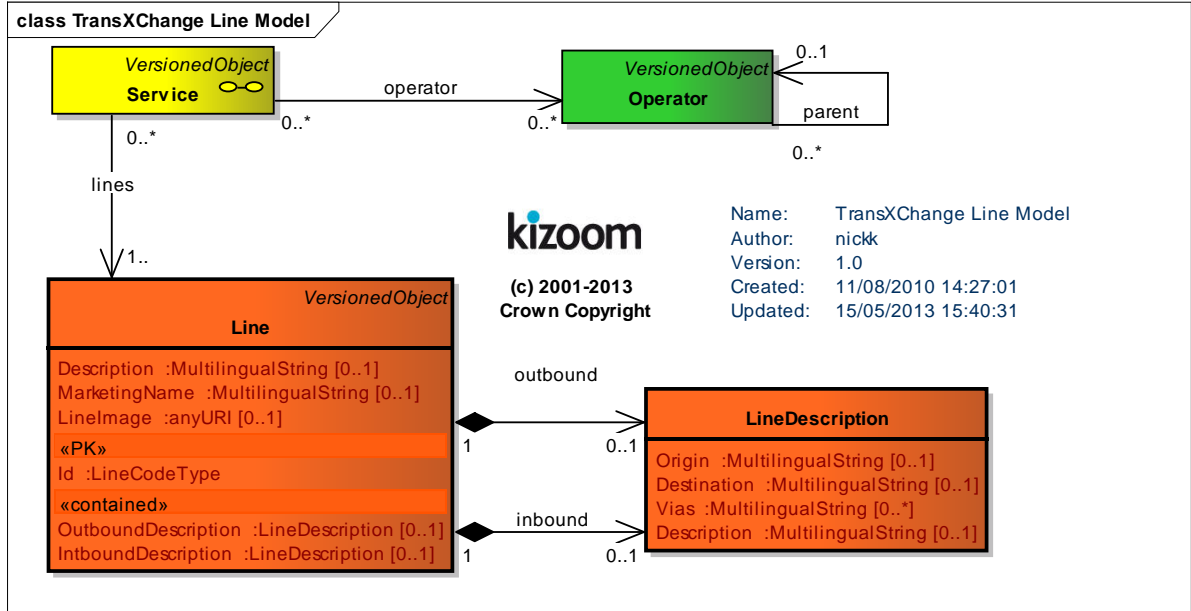 class TransXChange Line Model
VersionedObject
Service
operator
0..*
0..*
VersionedObject
Operator
0..1
parent
0..*
0..*
lines
1..
kizoom
(c) 2001-2013
Crown Copyright
Name: TransXChange Line Model
Author: nickk
Version: 1.0
Created: 11/08/2010 14:27:01
Updated: 15/05/2013 15:40:31
VersionedObject
Line
Description :MultilingualString [0..1]
MarketingName :MultilingualString [0..1]
LineImage :anyURI [0..1]
«PK»
Id :LineCodeType
«contained»
OutboundDescription :LineDescription [0..1]
IntboundDescription :LineDescription [0..1]
outbound
1
0..1
inbound
1
0..1
LineDescription
Origin :MultilingualString [0..1]
Destination :MultilingualString [0..1]
Vias :MultilingualString [0..*]
Description :MultilingualString [0..1]